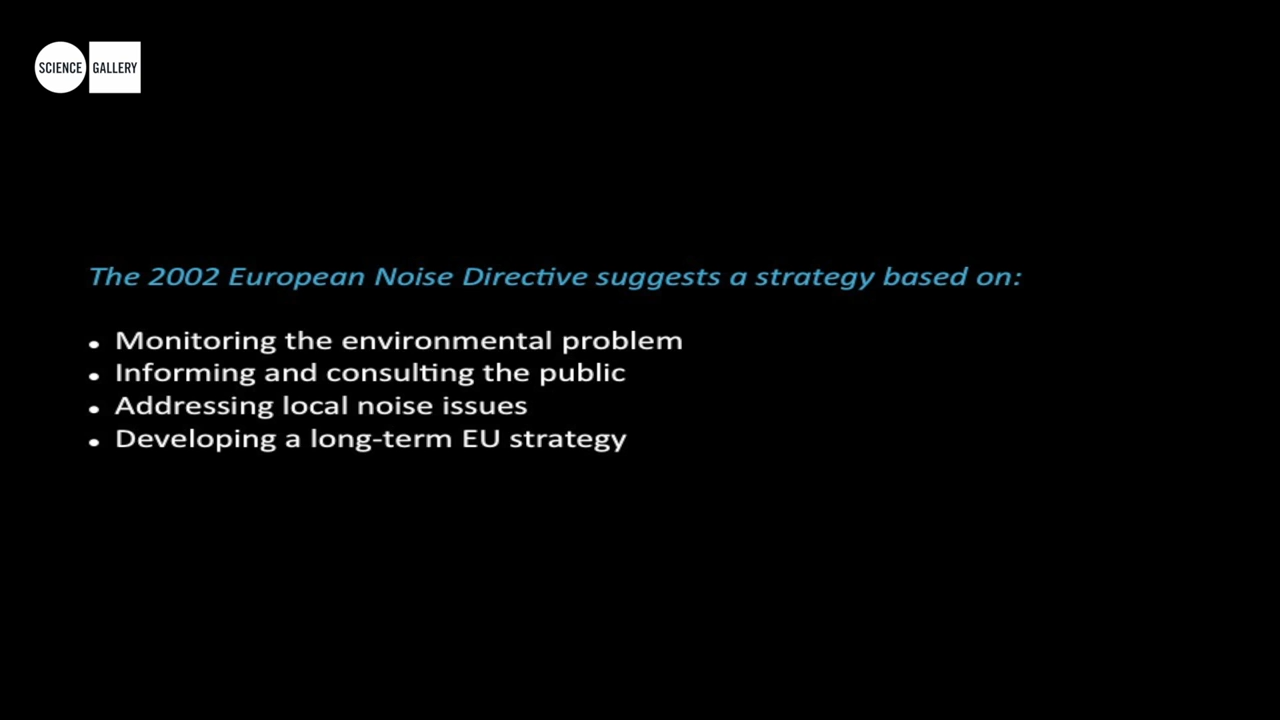 SCIENCE GALLERY
The 2002 European Noise Directive suggests a strategy based on:
• Monitoring the environmental problem
• Informing and consulting the public
• Addressing local noise issues
• Developing a long-term EU strategy